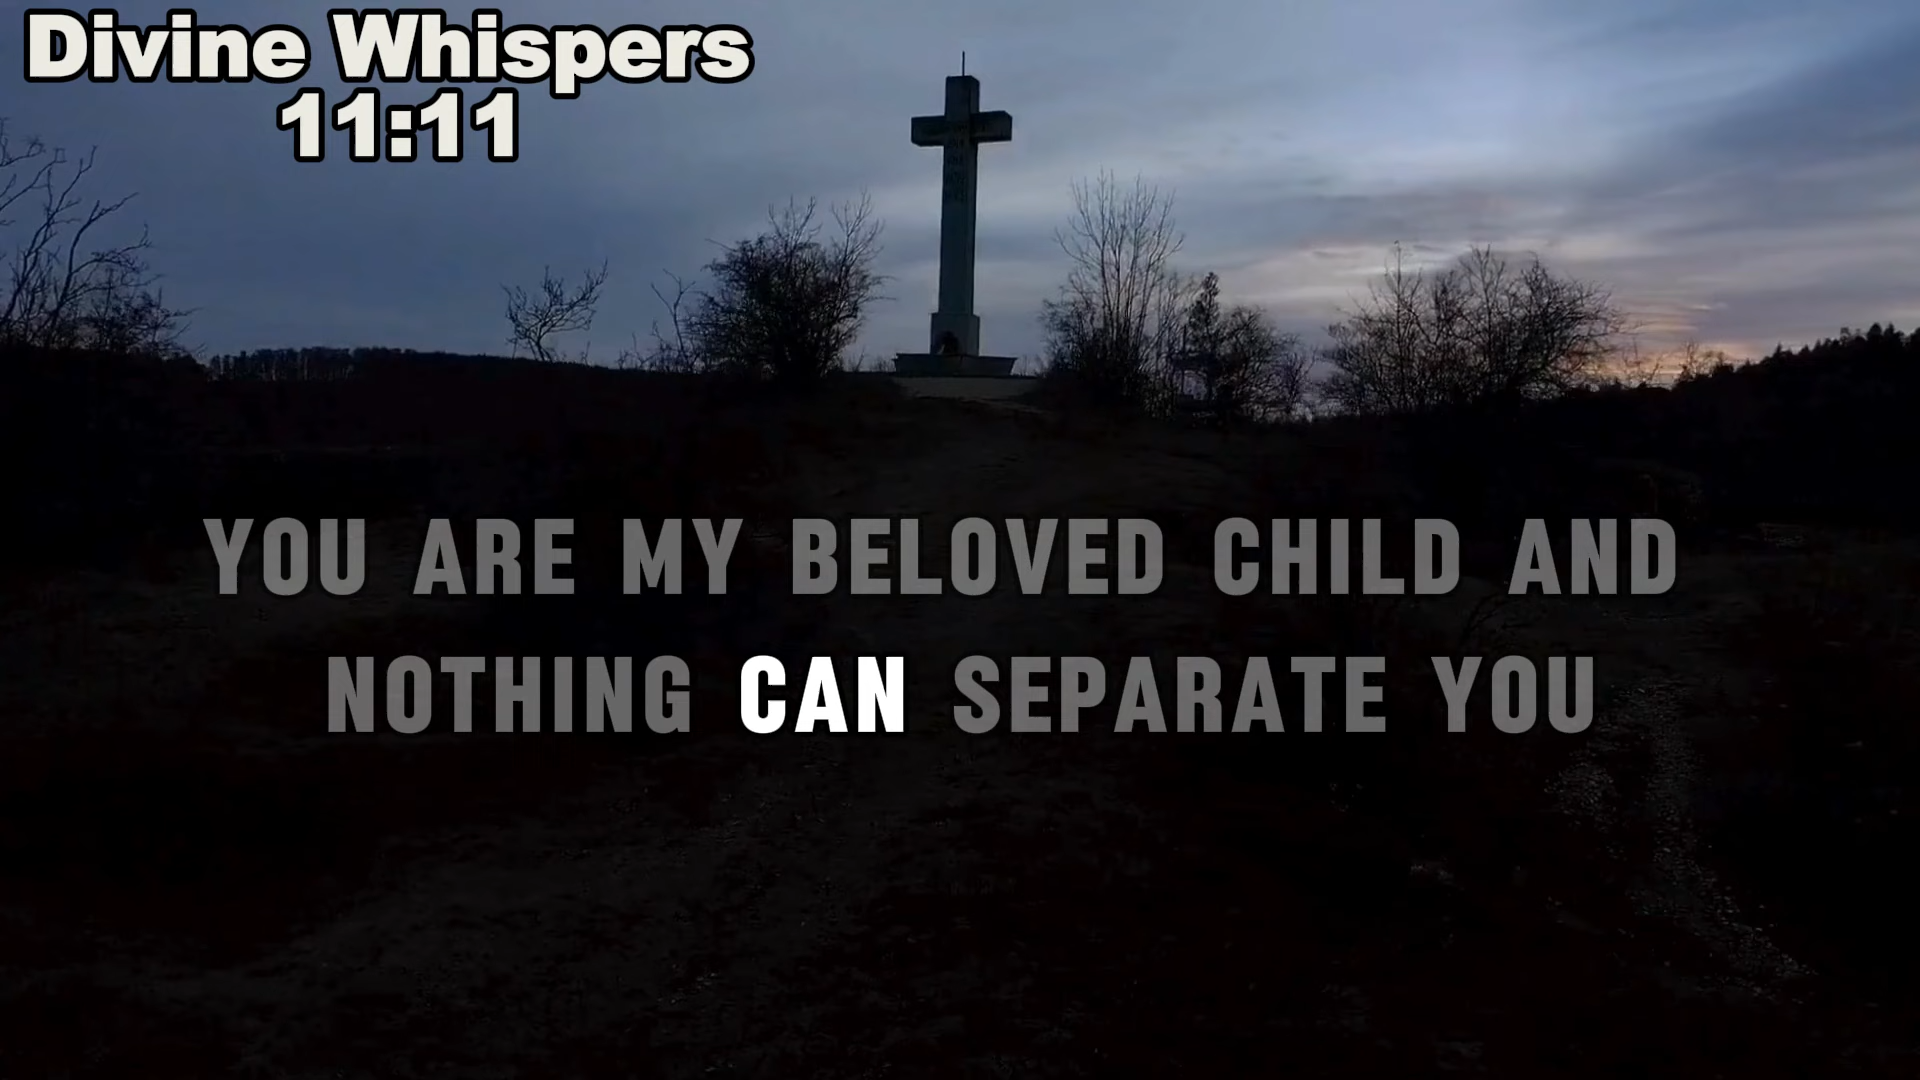 Divine Whispers
11:11
YOU ARE MY BELOVED CHILD AND
NOTHING CAN SEPARATE YOU